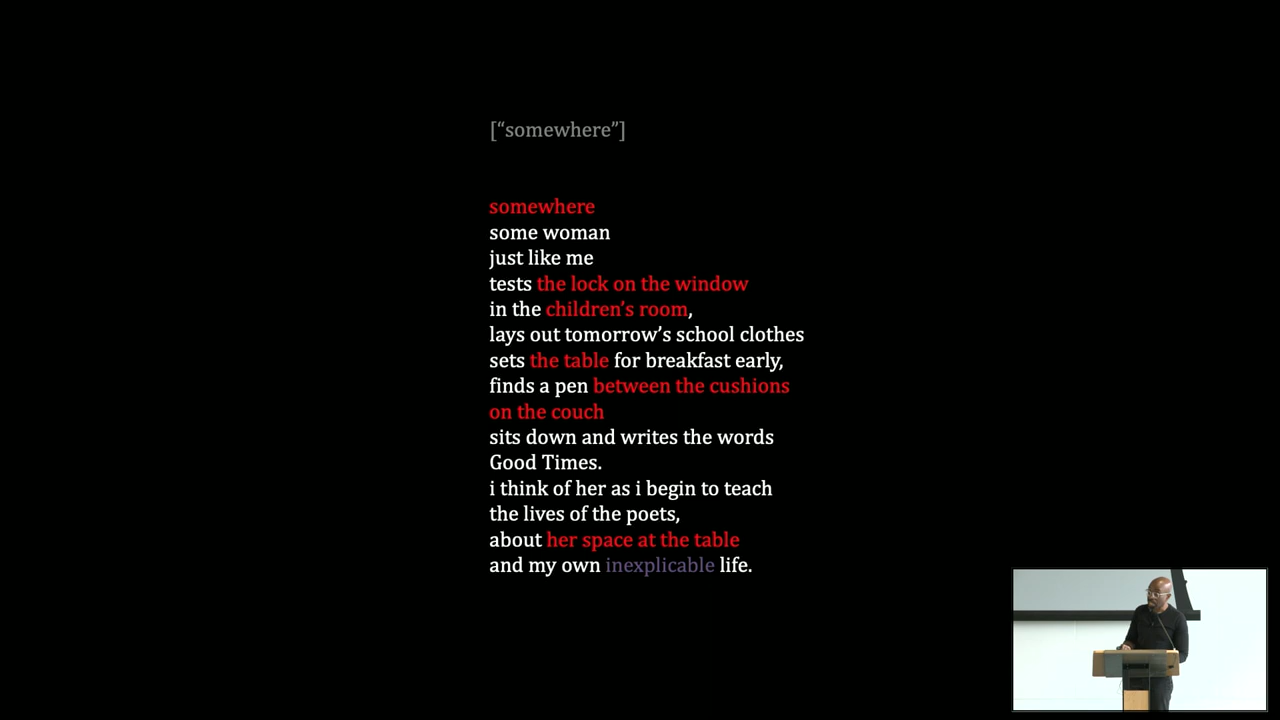 [“somewhere”]
somewhere
some woman
just like me
tests the lock on the window
in the children’s room,
lays out tomorrow’s school clothes
sets the table for breakfast early,
finds a pen between the cushions
on the couch
sits down and writes the words
Good Times.
i think of her as i begin to teach
the lives of the poets,
about her space at the table
and my own inexplicable life.